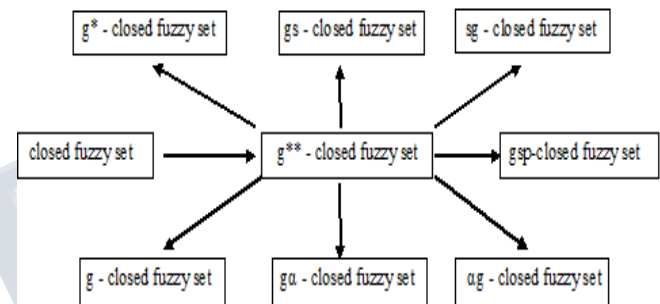 g* - closed fuzzy set
gs - closed fuzzy set
sg - closed fuzzy set
closed fuzzy set
g** - closed fuzzy set
gsp-closed fuzzy set
g - closed fuzzy set
gα - closed fuzzy set
αg - closed fuzzy set